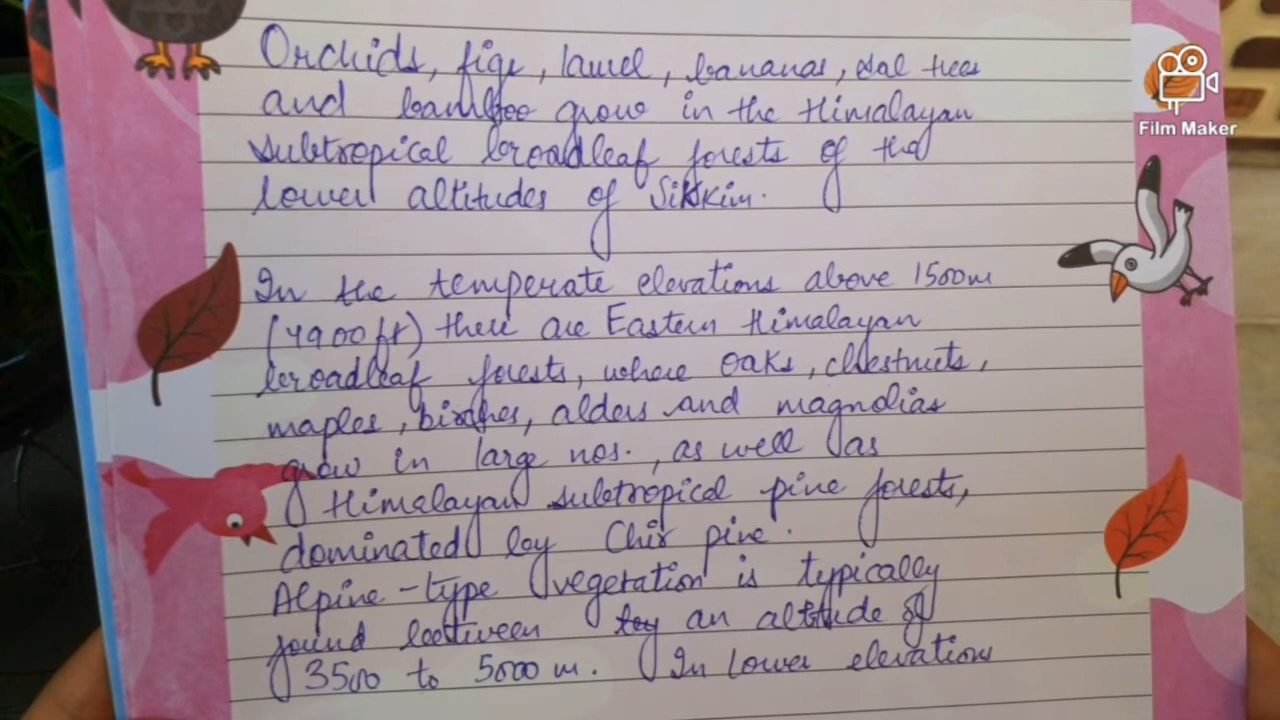 Orchids, figs, laurel, bananas, sal trees
and bamboo grow in the Himalayan
subtropical broadleaf forests of the
lower altitudes of Sikkim.
In the temperate elevations above 1500m
(4900 ft) there are Eastern Himalayan
broadleaf forests, where oaks, chestnuts,
maples, birches, alders and magnolias
grow in large nos., as well as
Himalayan subtropical pine forests,
dominated by Chir pine.
Alpine-type vegetation is typically
found between an altitude of
3500 to 5000 m. In lower elevations
Film Maker